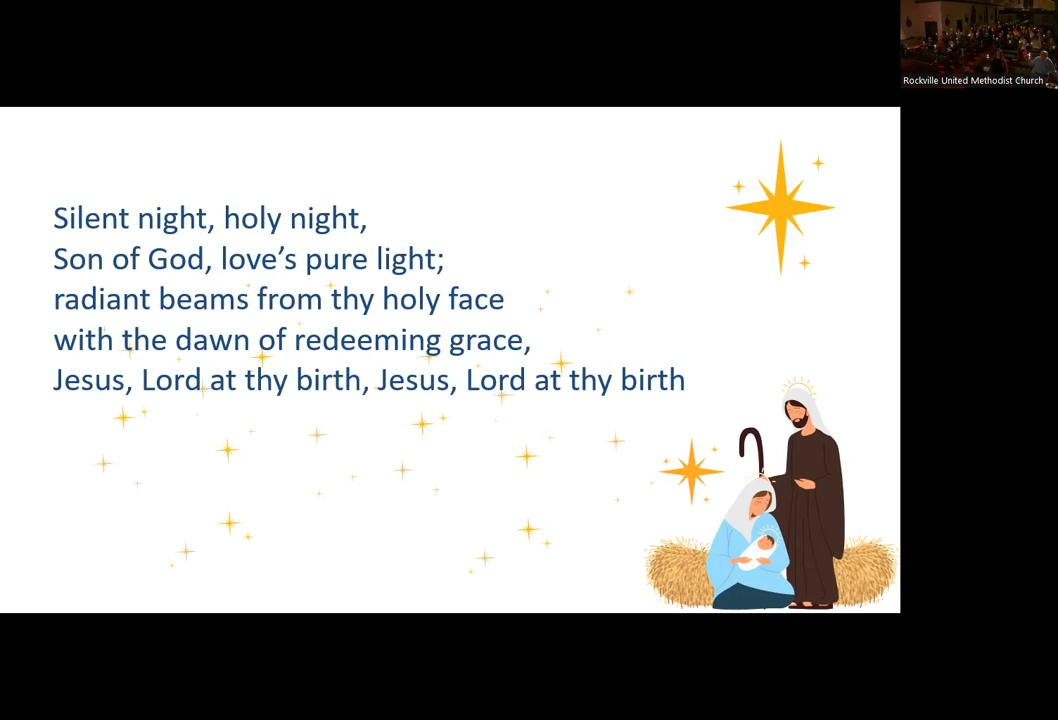 Rockville United Methodist Church
Silent night, holy night,
Son of God, love’s pure light;
radiant beams from thy holy face
with the dawn of redeeming grace,
Jesus, Lord at thy birth, Jesus, Lord at thy birth